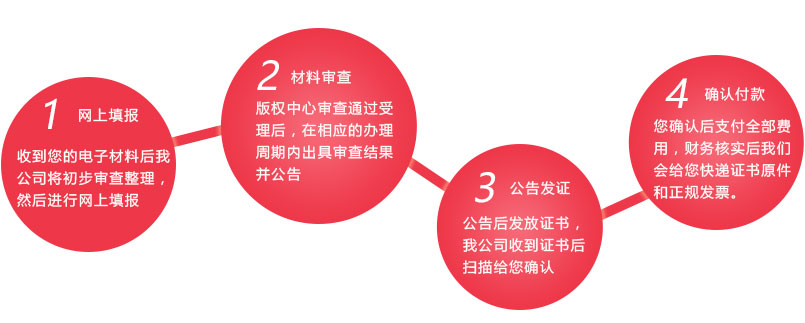 1 网上填报
收到您的电子材料后我
公司将初步审查整理，
然后进行网上填报
2 材料审查
版权中心审查通过受
理后，在相应的办理
周期内出具审查结果
并公告
3 公告发证
公告后发放证书，
我公司收到证书后
扫描给您确认
4 确认付款
您确认后支付全部费
用，财务核实后我们
会给您快递证书原件
和正规发票。